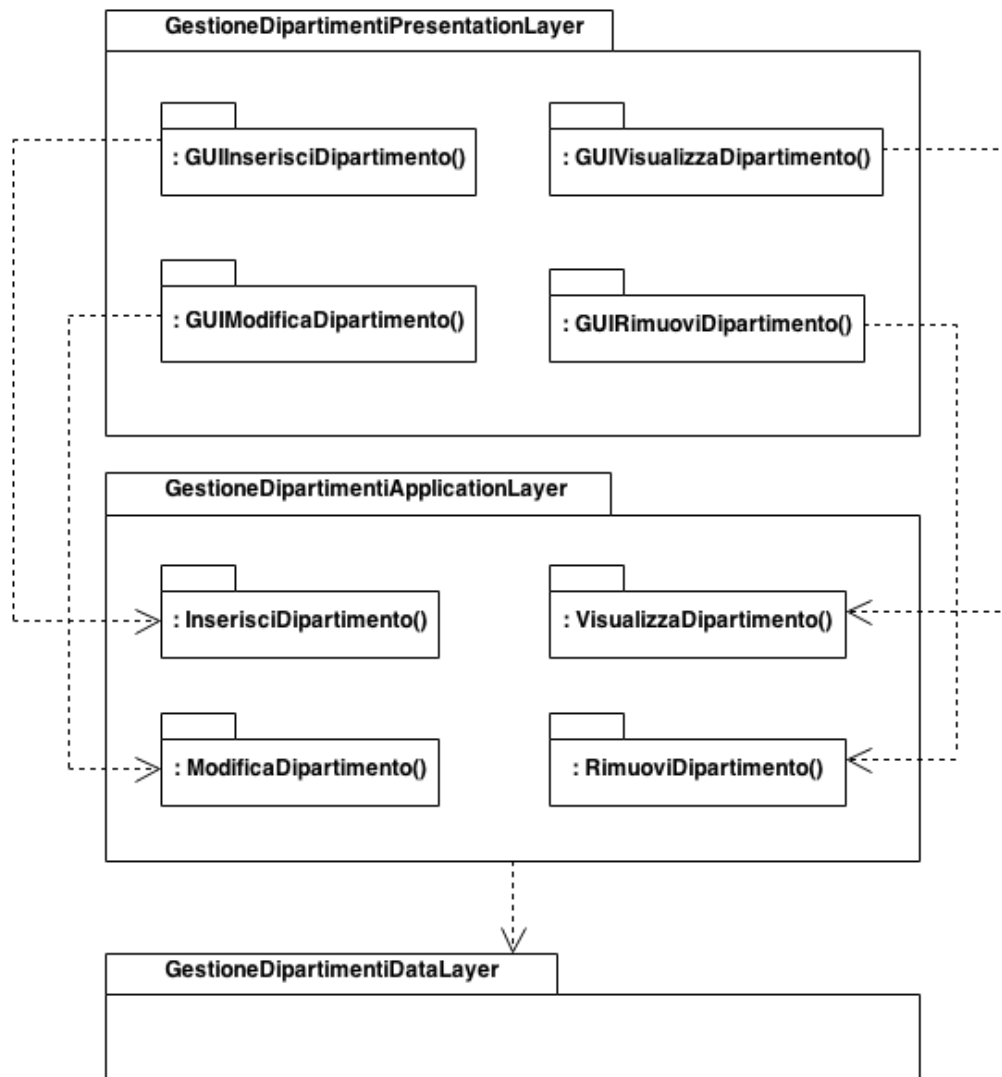 GestioneDipartimentiPresentationLayer
: GUIInserisciDipartimento()
: GUIVisualizzaDipartimento()
: GUIModificaDipartimento()
: GUIRimuoviDipartimento()
GestioneDipartimentiApplicationLayer
: InserisciDipartimento()
: VisualizzaDipartimento()
: ModificaDipartimento()
: RimuoviDipartimento()
GestioneDipartimentiDataLayer